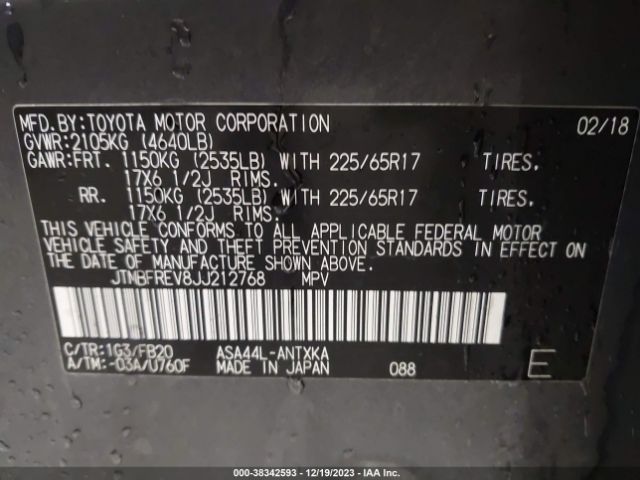 MFD.BY:TOYOTA MOTOR CORPORATION 02/18
GVWR:2105KG (4640LB)
GAWR:FRT. 1150KG (2535LB) WITH 225/65R17 TIRES.
17X6 1/2J RIMS.
RR. 1150KG (2535LB) WITH 225/65R17 TIRES.
17X6 1/2J RIMS.
THIS VEHICLE CONFORMS TO ALL APPLICABLE FEDERAL MOTOR
VEHICLE SAFETY AND THEFT PREVENTION STANDARDS IN EFFECT ON
THE DATE OF MANUFACTURE SHOWN ABOVE.
JTMBFREV8JJ212768 MPV
C/TR:1G3/FB20 ASA44L-ANTXKA
A/TM:-03A/U760F MADE IN JAPAN 088 E
000-38342593 - 12/19/2023 - IAA Inc.